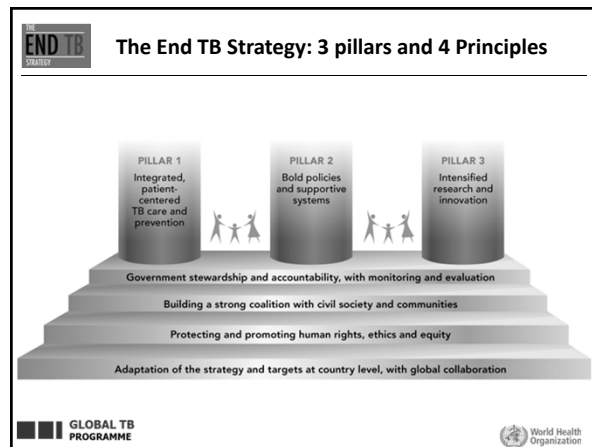 THE
END TB
STRATEGY
The End TB Strategy: 3 pillars and 4 Principles
PILLAR 1
Integrated,
patient-
centered
TB care and
prevention
PILLAR 2
Bold policies
and supportive
systems
PILLAR 3
Intensified
research and
innovation
Government stewardship and accountability, with monitoring and evaluation
Building a strong coalition with civil society and communities
Protecting and promoting human rights, ethics and equity
Adaptation of the strategy and targets at country level, with global collaboration
GLOBAL TB
PROGRAMME
World Health
Organization